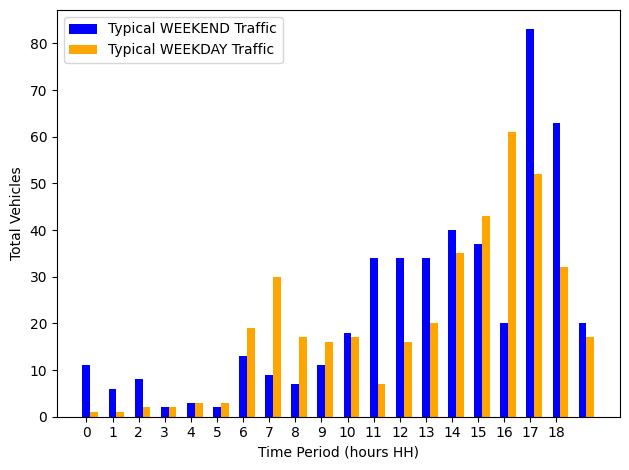 Typical WEEKEND Traffic
Typical WEEKDAY Traffic
80
70
60
50
40
30
20
10
0
Total Vehicles
0 1 2 3 4 5 6 7 8 9 10 11 12 13 14 15 16 17 18
Time Period (hours HH)